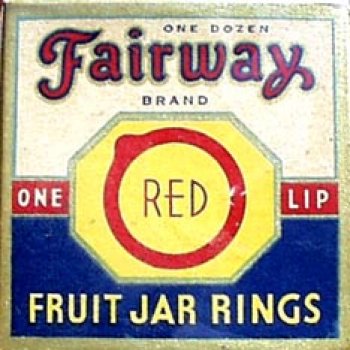 ONE DOZEN
Fairway
BRAND
ONE RED LIP
FRUIT JAR RINGS